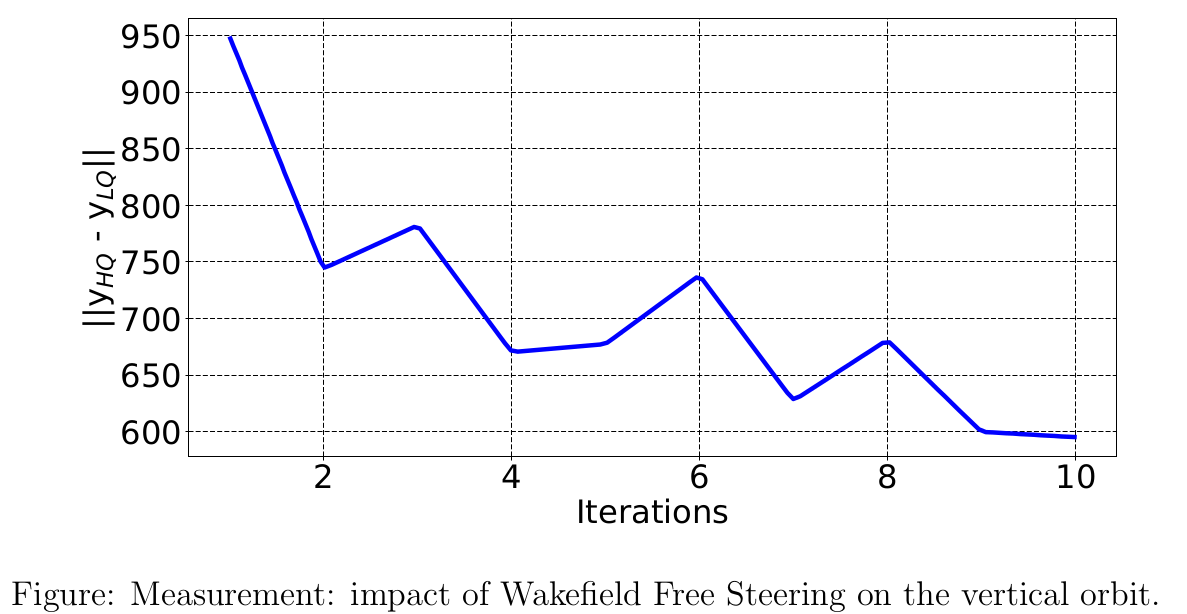 950
900
850
800
750
700
650
600
||y_HQ - y_LQ||
2 4 6 8 10
Iterations
Figure: Measurement: impact of Wakefield Free Steering on the vertical orbit.